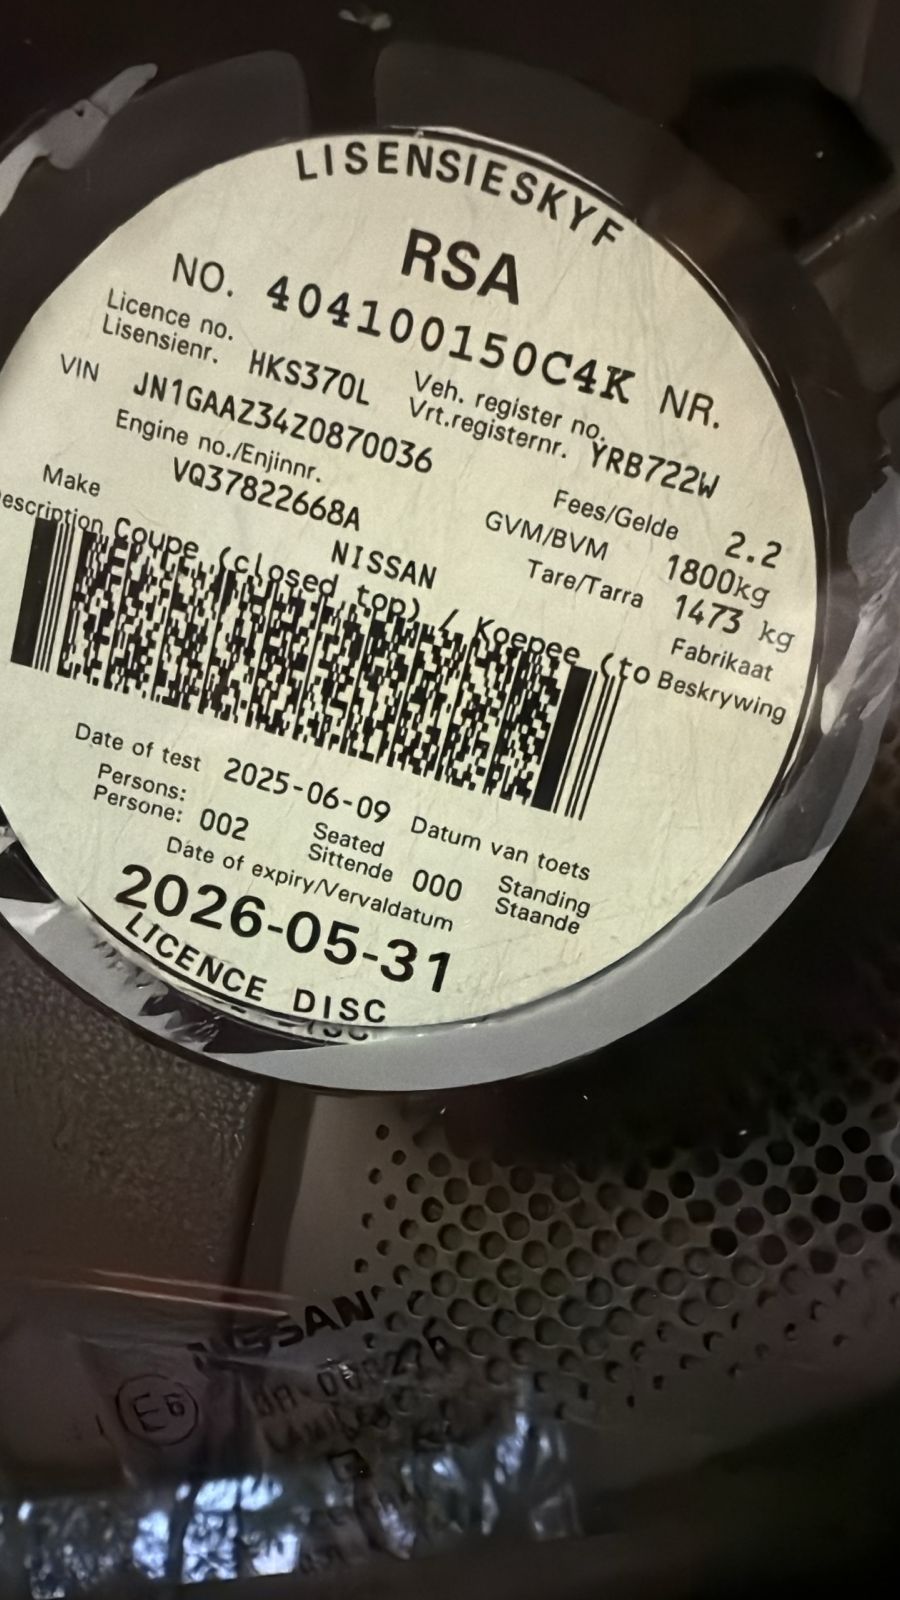 LISENSIESKYF
RSA
NO. 404100150C4K NR.
Licence no.
Lisensienr. HKS370L
Veh. register no.
Vrt.registernr. YRB722W
VIN JN1GAAZ34Z0870036
Engine no./Enjinnr.
VQ37822668A
Fees/Gelde 2.2
GVM/BVM 1800kg
Tare/Tarra 1473 kg
Make NISSAN Fabrikaat
escription Coupe (closed top) / Koepee (to Beskrywing
Date of test 2025-06-09 Datum van toets
Persons:
Persone: 002
Seated
Sittende 000
Standing
Staande
Date of expiry/Vervaldatum
2026-05-31
LICENCE DISC
NISSAN
E6